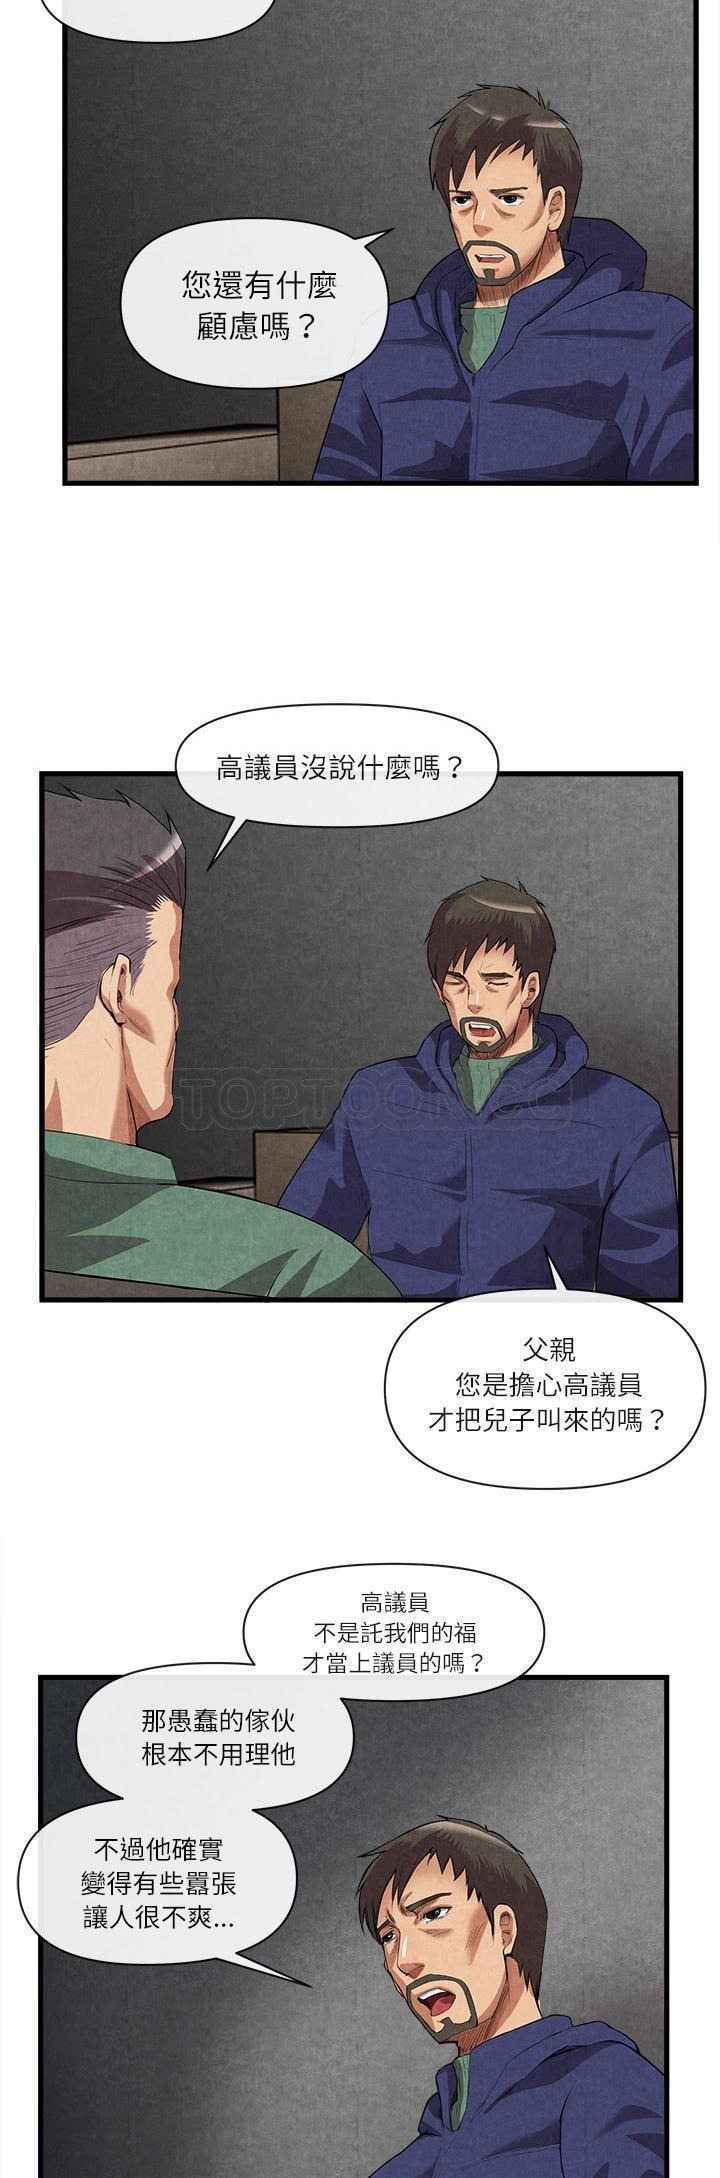 您還有什麼
顧慮嗎？
高議員沒說什麼嗎？
TOPTOON.CC
父親
您是擔心高議員
才把兒子叫來的嗎？
高議員
不是託我們的福
才當上議員的嗎？
那愚蠢的傢伙
根本不用理他
不過他確實
變得有些囂張
讓人很不爽...